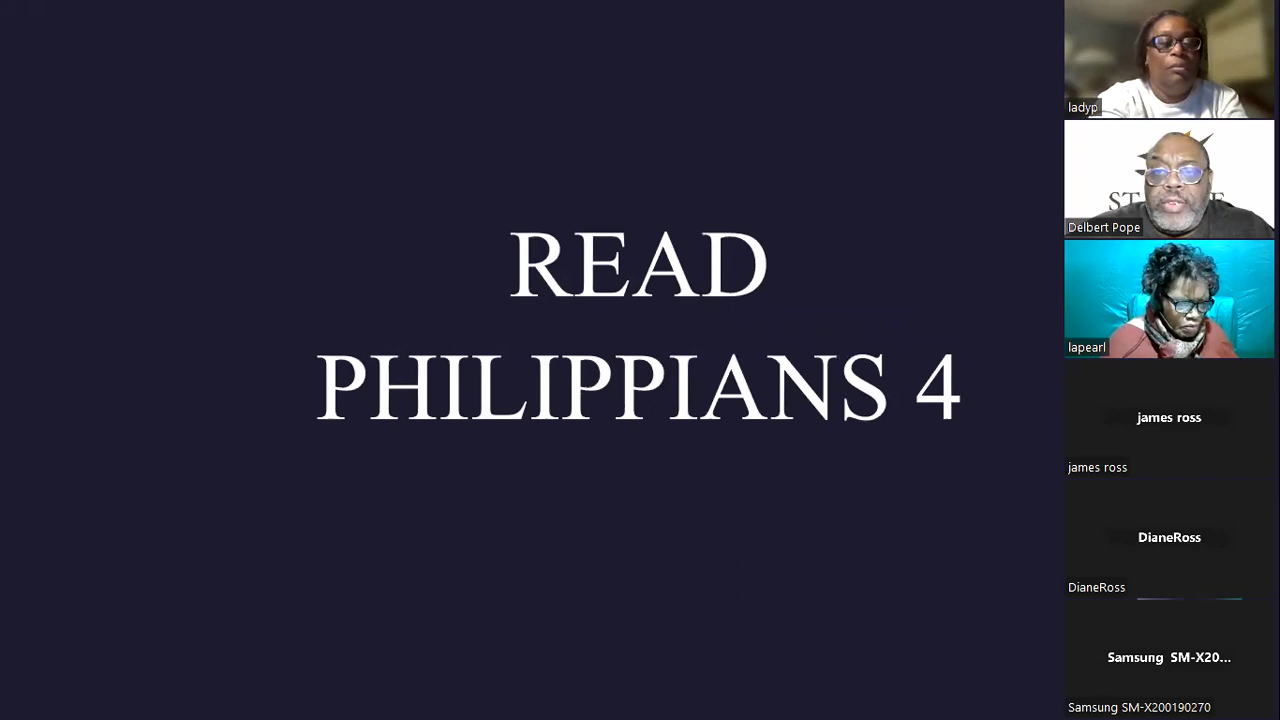 READ
PHILIPPIANS 4
ladyp
Delbert Pope
lapearl
james ross
james ross
DianeRoss
DianeRoss
Samsung SM-X20...
Samsung SM-X200190270